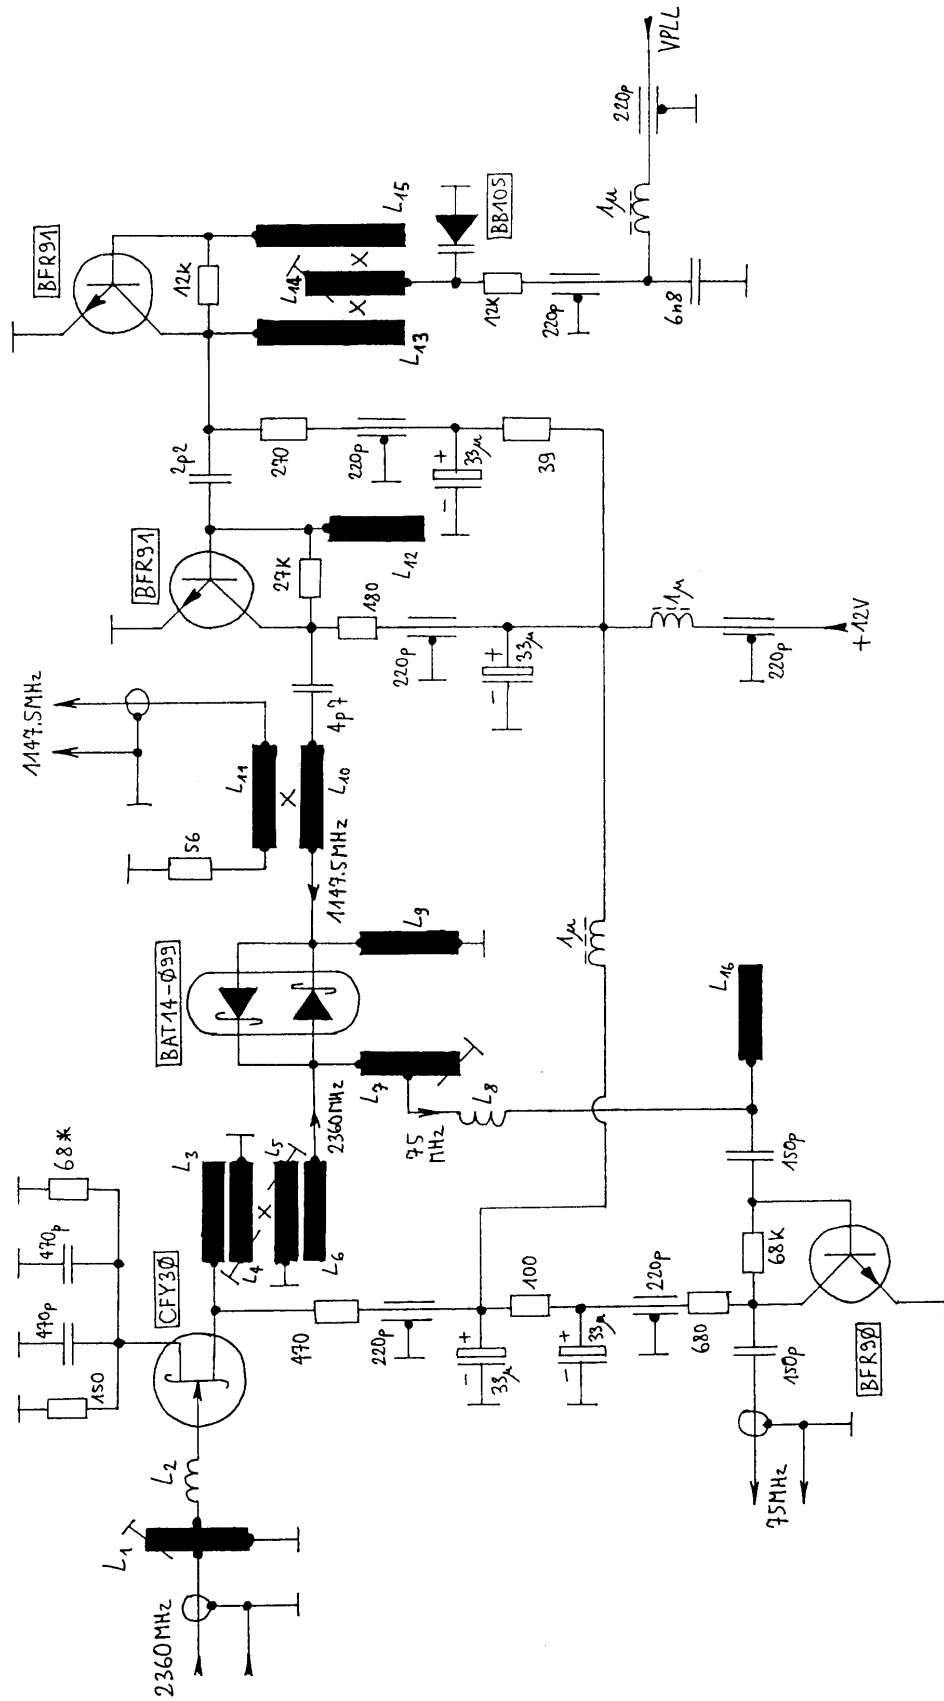 2360MHz
L1
L2
150
470p
470p
68*
CFY30
L3
L4
L5
L6
2360MHz
470
220p
+
-
33µ
100
+
-
33µ
220p
680
150p
68K
150p
BFR90
75MHz
75
MHz
L7
L8
L16
BAT14-Ø99
L9
1147.5MHz
56
L11
L10
X
X
1147.5MHz
4p7
1µ
BFR91
27K
L12
180
220p
+
-
33µ
1µ
220p
+12V
2p2
270
220p
+
-
33µ
39
BFR91
12K
L13
L14
L15
X
X
BB105
12K
220p
6n8
1µ
220p
VPLL